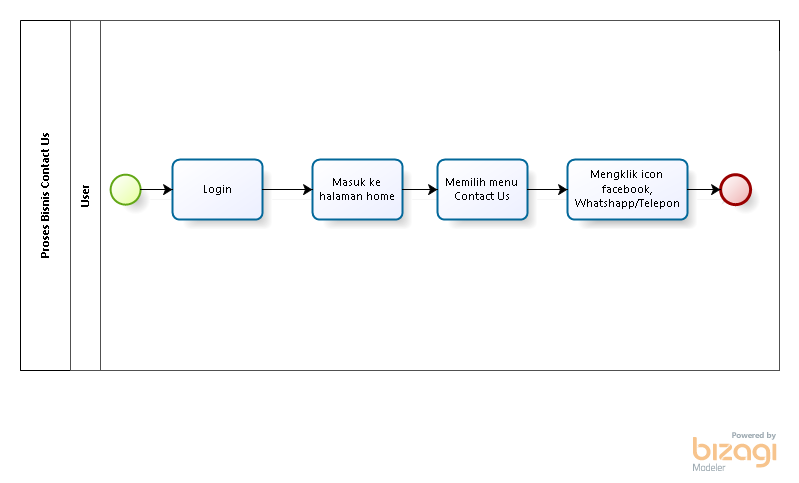 Proses Bisnis Contact Us
User
Login
Masuk ke
halaman home
Memilih menu
Contact Us
Mengklik icon
facebook,
Whatshapp/Telepon
Powered by
bizagi
Modeler